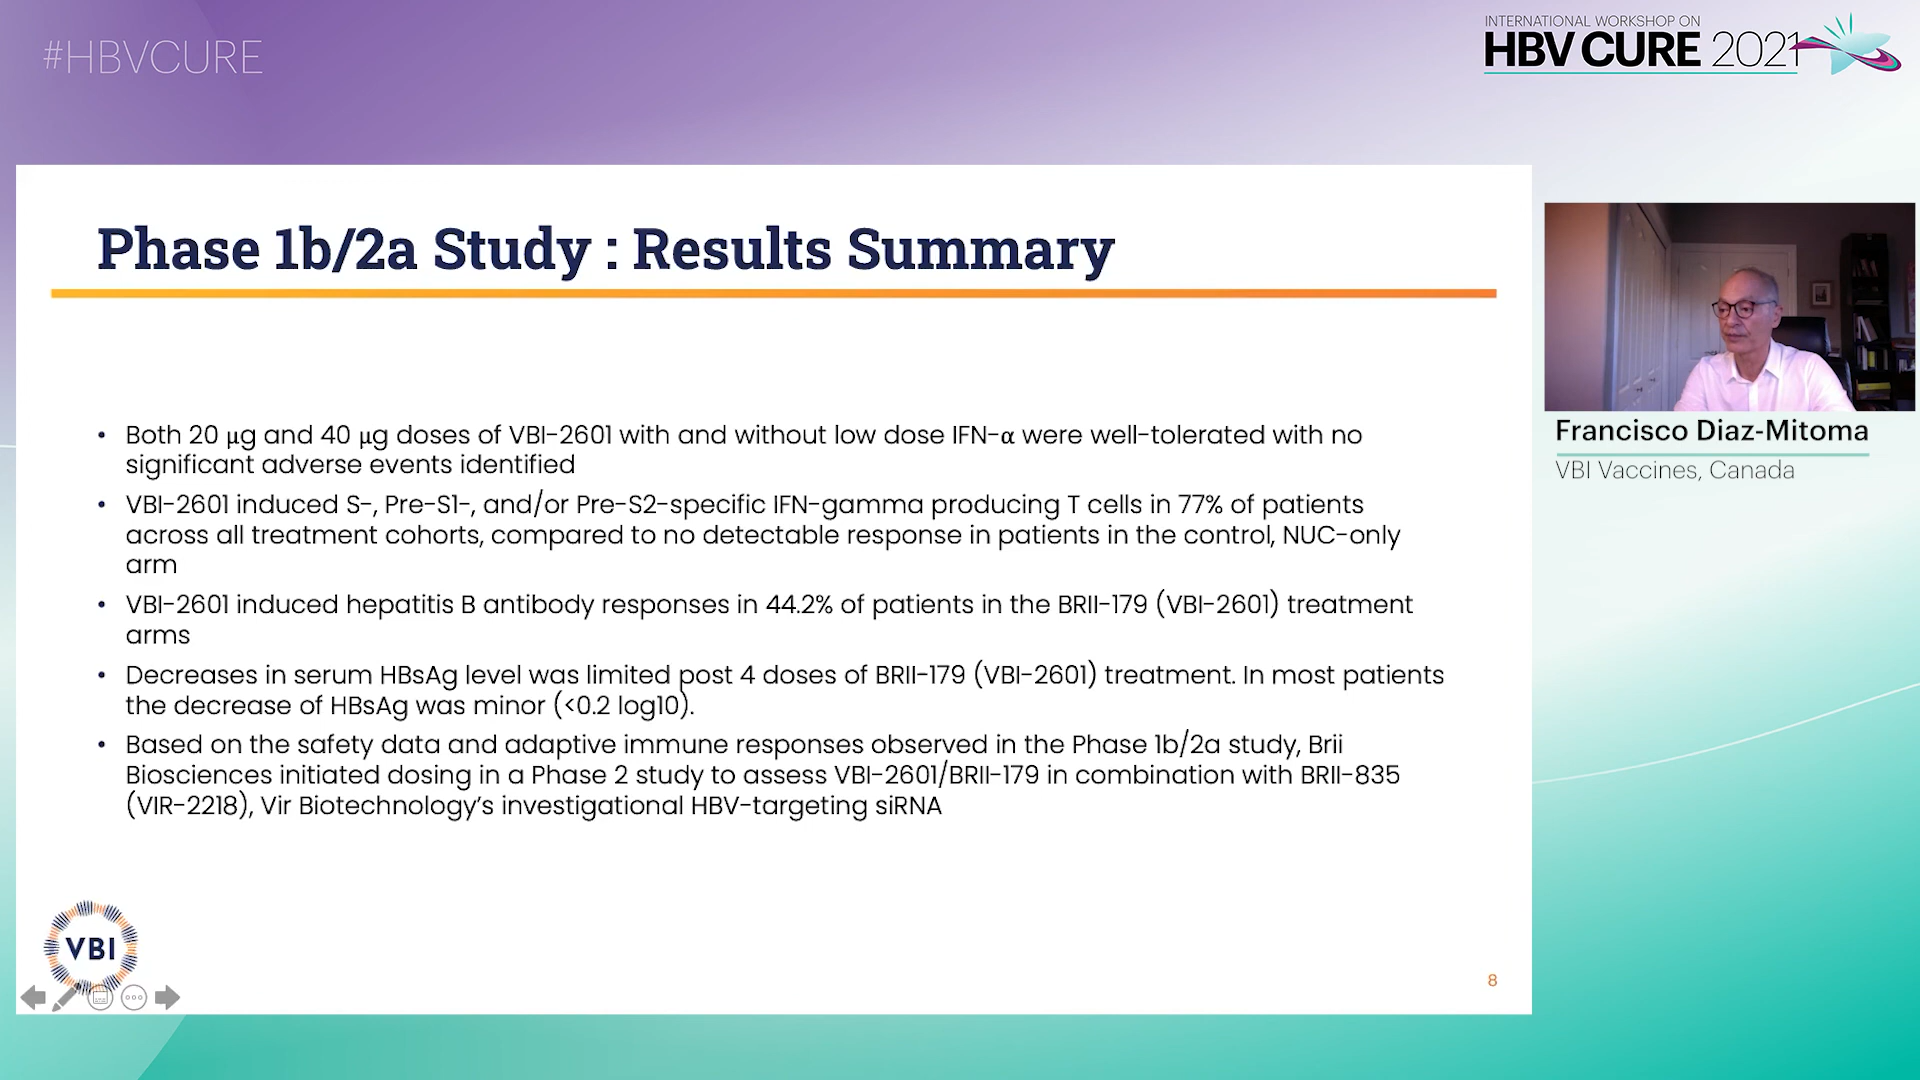 #HBVCURE
INTERNATIONAL WORKSHOP ON
HBV CURE 2021
Phase 1b/2a Study : Results Summary
• Both 20 µg and 40 µg doses of VBI-2601 with and without low dose IFN-α were well-tolerated with no
significant adverse events identified
• VBI-2601 induced S-, Pre-S1-, and/or Pre-S2-specific IFN-gamma producing T cells in 77% of patients
across all treatment cohorts, compared to no detectable response in patients in the control, NUC-only
arm
• VBI-2601 induced hepatitis B antibody responses in 44.2% of patients in the BRII-179 (VBI-2601) treatment
arms
• Decreases in serum HBsAg level was limited post 4 doses of BRII-179 (VBI-2601) treatment. In most patients
the decrease of HBsAg was minor (<0.2 log10).
• Based on the safety data and adaptive immune responses observed in the Phase 1b/2a study, Brii
Biosciences initiated dosing in a Phase 2 study to assess VBI-2601/BRII-179 in combination with BRII-835
(VIR-2218), Vir Biotechnology’s investigational HBV-targeting siRNA
VBI
8
Francisco Diaz-Mitoma
VBI Vaccines, Canada